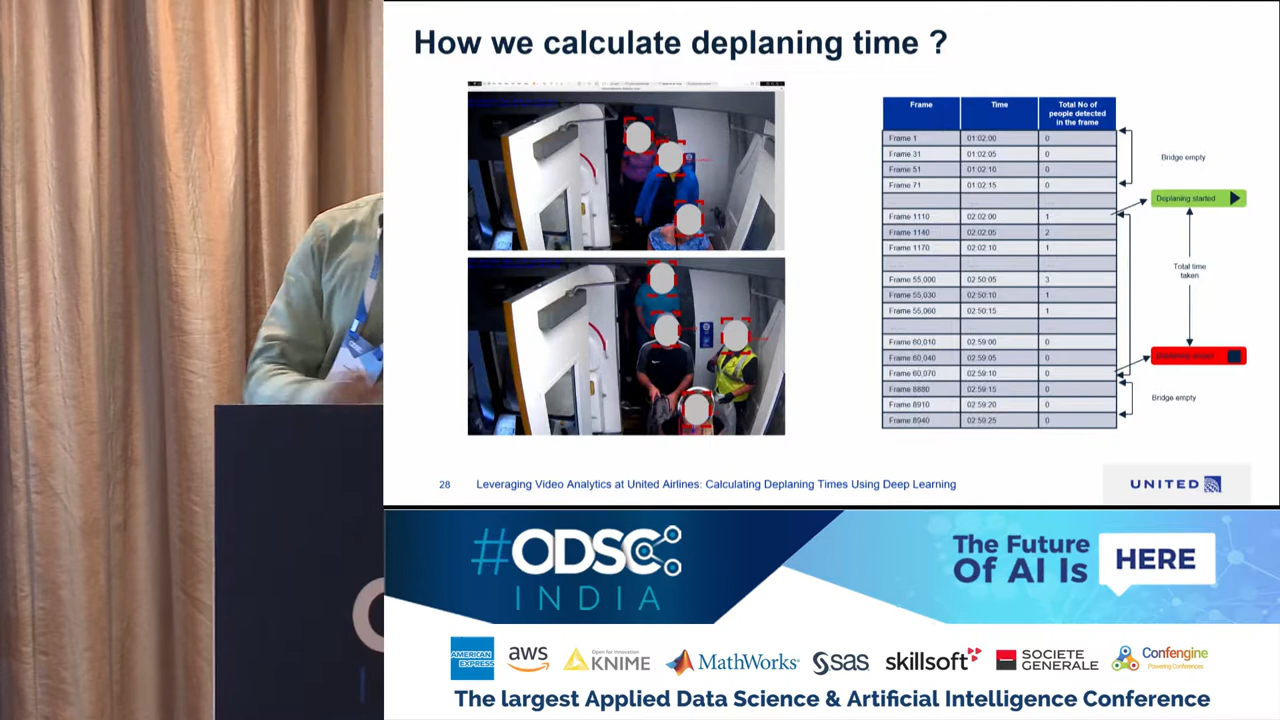 How we calculate deplaning time ?
Frame Time Total No of people detected in the frame
Frame 1 01:02:00 0
Frame 31 01:02:05 0
Frame 51 01:02:10 0
Frame 71 01:02:15 0
Frame 1110 02:02:00 1
Frame 1140 02:02:05 2
Frame 1170 02:02:10 1
Frame 55,000 02:50:05 3
Frame 55,030 02:50:10 1
Frame 55,060 02:50:15 1
Frame 60,010 02:59:00 0
Frame 60,040 02:59:05 0
Frame 60,070 02:59:10 0
Frame 8880 02:59:15 0
Frame 8910 02:59:20 0
Frame 8940 02:59:25 0
Bridge empty
Deplaning started
Total time
taken
Bridge empty
28 Leveraging Video Analytics at United Airlines: Calculating Deplaning Times Using Deep Learning
UNITED
#ODSC
INDIA
The Future
Of AI Is HERE
AMERICAN
EXPRESS
aws
Open for Innovation
KNIME
MathWorks
sas
skillsoft
SOCIETE
GENERALE
Confengine
Powering Conferences
The largest Applied Data Science & Artificial Intelligence Conference